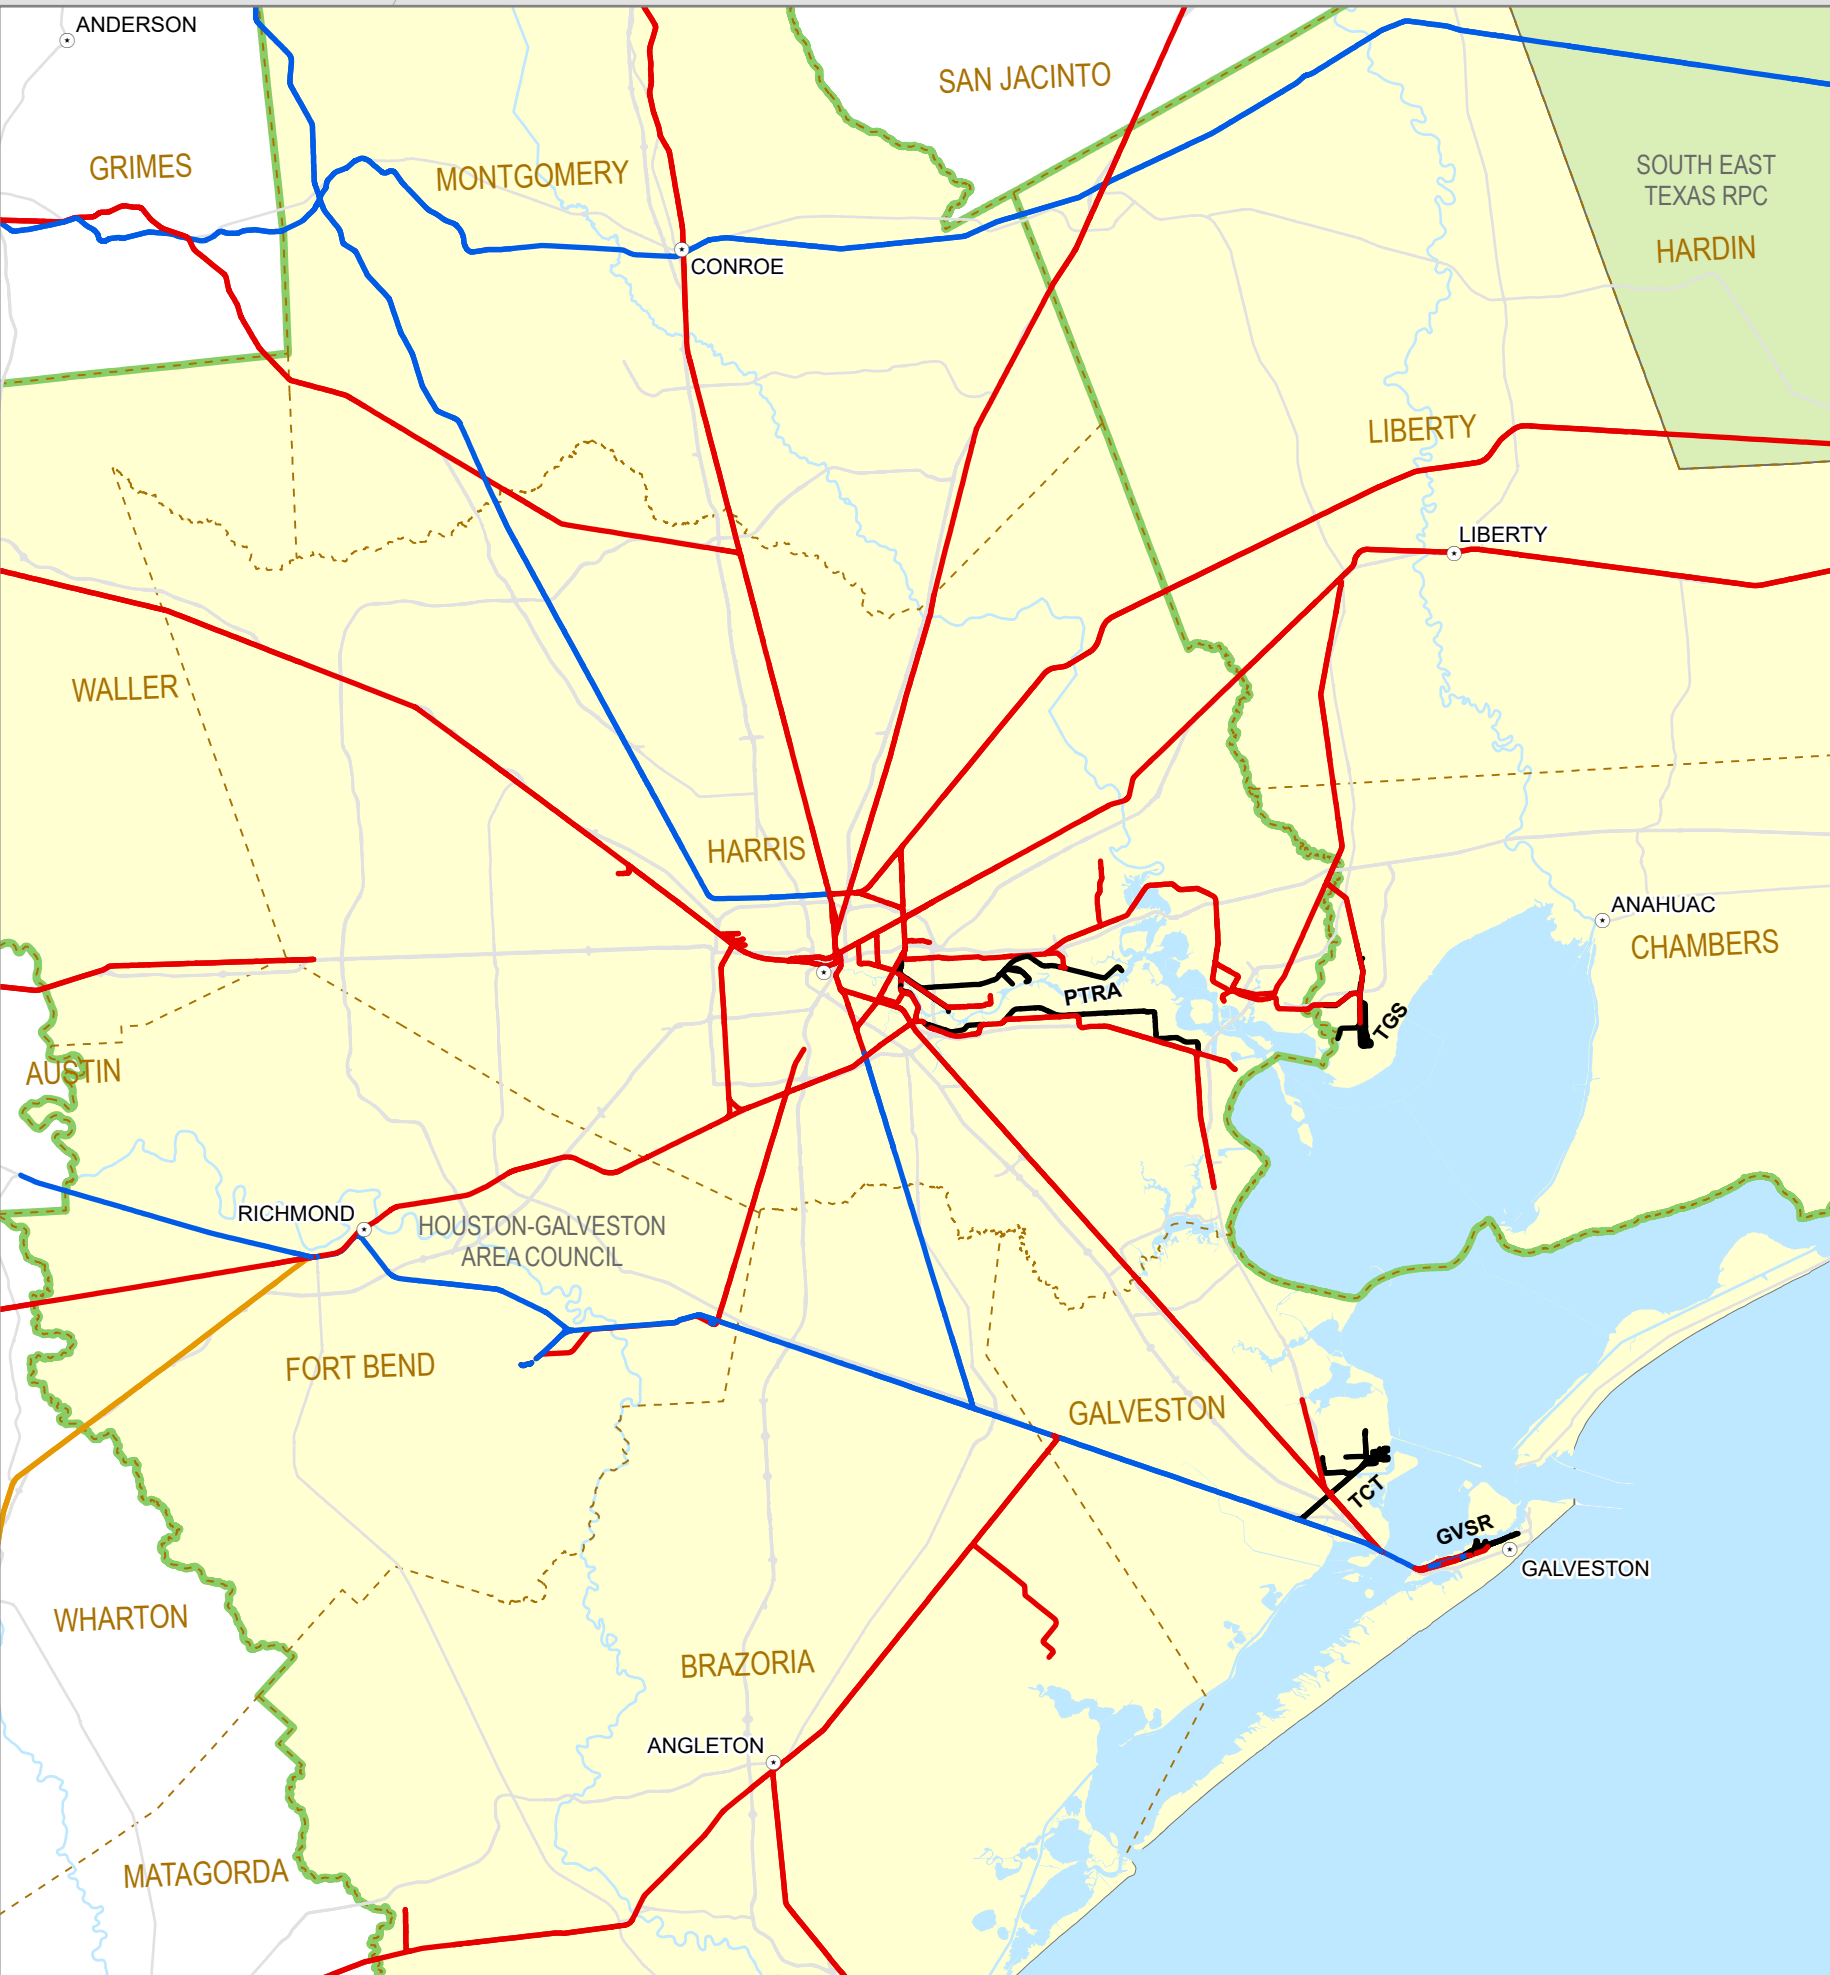 ANDERSON
SAN JACINTO
GRIMES
MONTGOMERY
SOUTH EAST
TEXAS RPC
HARDIN
CONROE
LIBERTY
LIBERTY
WALLER
HARRIS
ANAHUAC
CHAMBERS
PTRA
TGS
AUSTIN
RICHMOND
HOUSTON-GALVESTON
AREA COUNCIL
FORT BEND
GALVESTON
TCT
GVSR
GALVESTON
WHARTON
BRAZORIA
ANGLETON
MATAGORDA